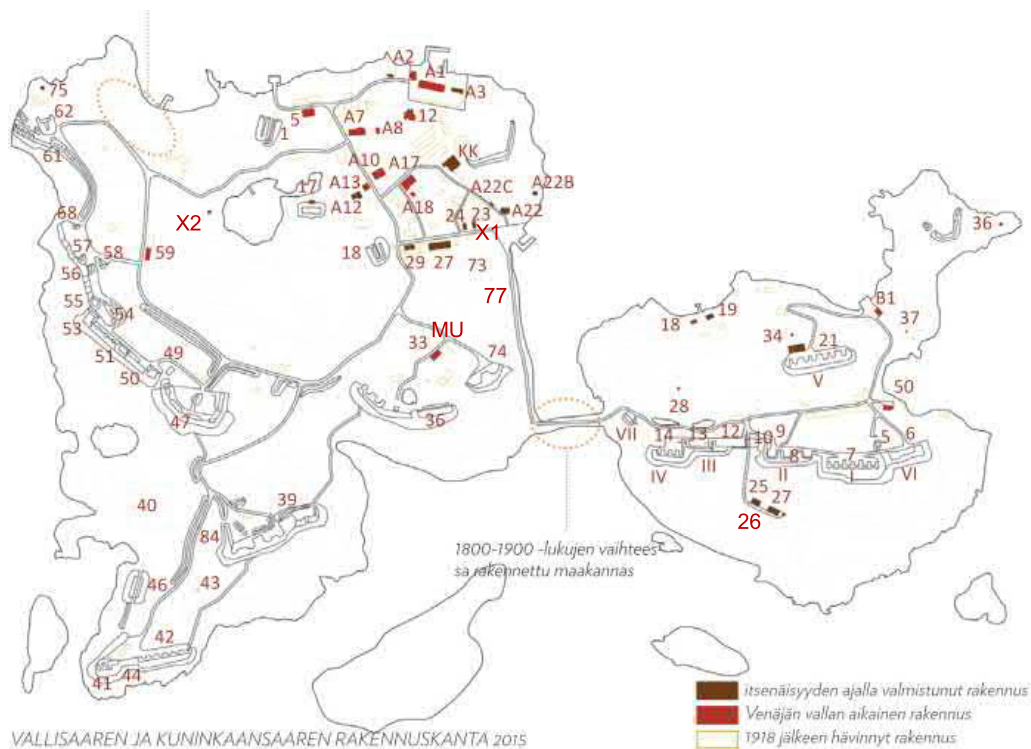 A2
A1
A3
75
62
5
A7
A8
12
1
61
KK
A10
A17
A13
17
A12
A18
A22C
A22B
A22
24
23
X1
X2
68
57
58
59
18
29
27
73
56
77
55
54
53
51
50
49
MU
33
74
47
36
36
B1
37
18
19
34
21
V
50
28
VII
14
13
12
10
9
8
7
5
6
IV
III
II
I
VI
25
27
26
40
39
84
46
43
42
41
44
1800-1900 -lukujen vaihtees
sa rakennettu maakannas
itsenäisyyden ajalla valmistunut rakennus
Venäjän vallan aikainen rakennus
1918 jälkeen hävinnyt rakennus
VALLISAAREN JA KUNINKAANSAAREN RAKENNUSKANTA 2015